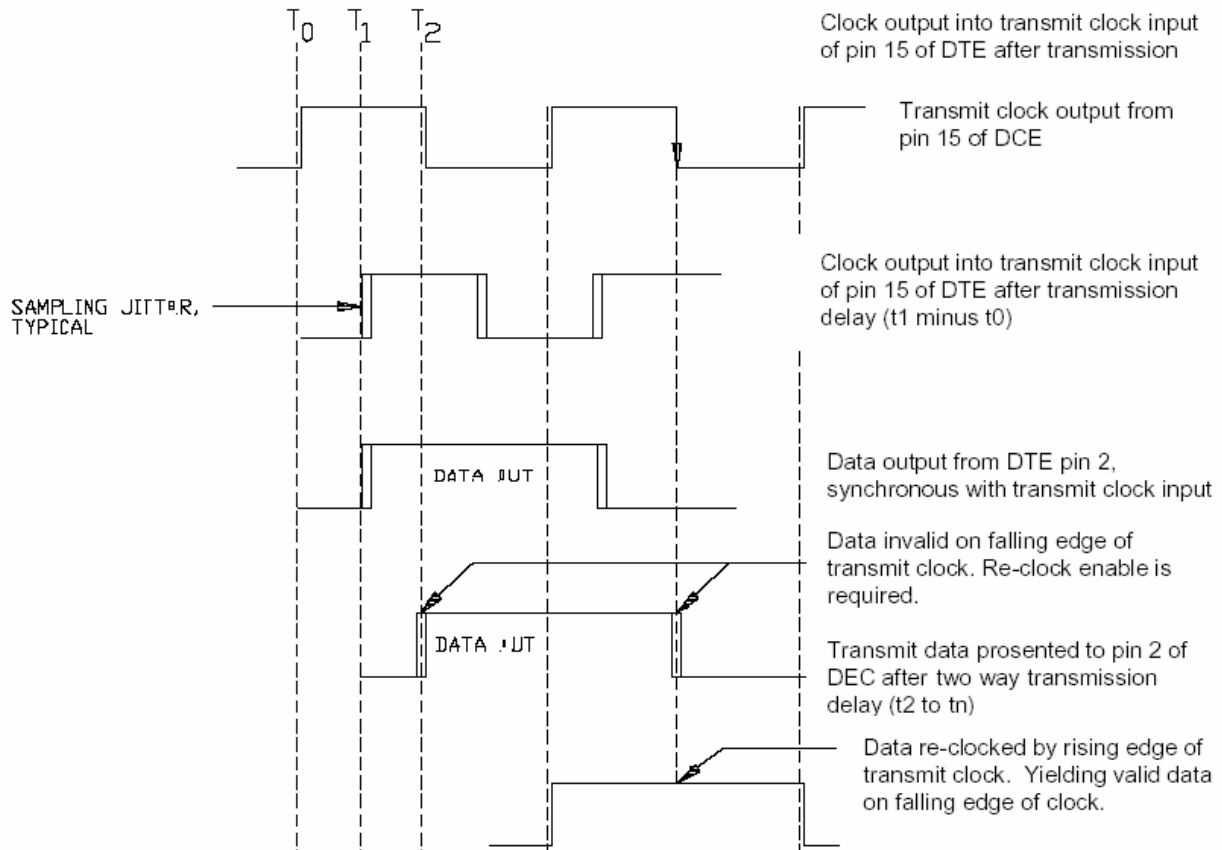 T0 T1 T2
Clock output into transmit clock input
of pin 15 of DTE after transmission
Transmit clock output from
pin 15 of DCE
SAMPLING JITTER,
TYPICAL
Clock output into transmit clock input
of pin 15 of DTE after transmission
delay (t1 minus t0)
DATA OUT
Data output from DTE pin 2,
synchronous with transmit clock input
Data invalid on falling edge of
transmit clock. Re-clock enable is
required.
DATA OUT
Transmit data prosented to pin 2 of
DEC after two way transmission
delay (t2 to tn)
Data re-clocked by rising edge of
transmit clock. Yielding valid data
on falling edge of clock.